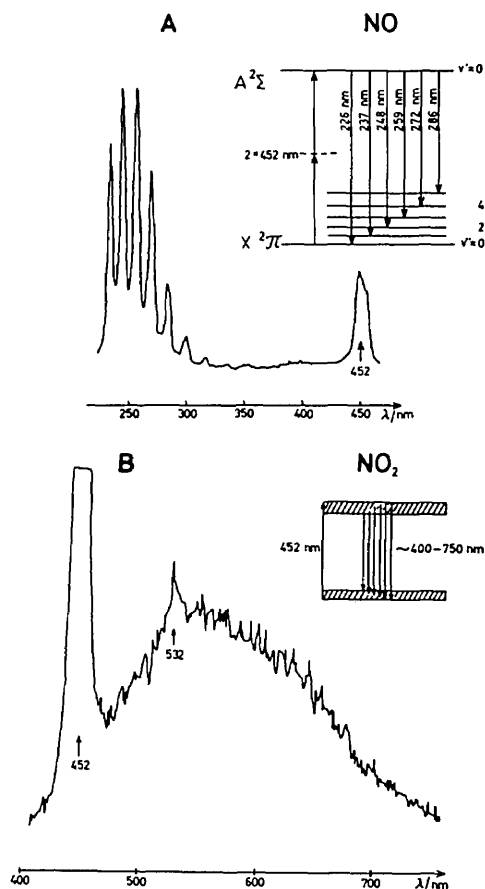 A NO
A ²Σ
v'=0
226 nm
237 nm
248 nm
259 nm
272 nm
286 nm
2×452 nm
4
2
X ²Π
v"=0
452
250 300 350 400 450 λ/nm
B NO₂
452 nm
~400-750 nm
532
452
400 500 600 700 λ/nm